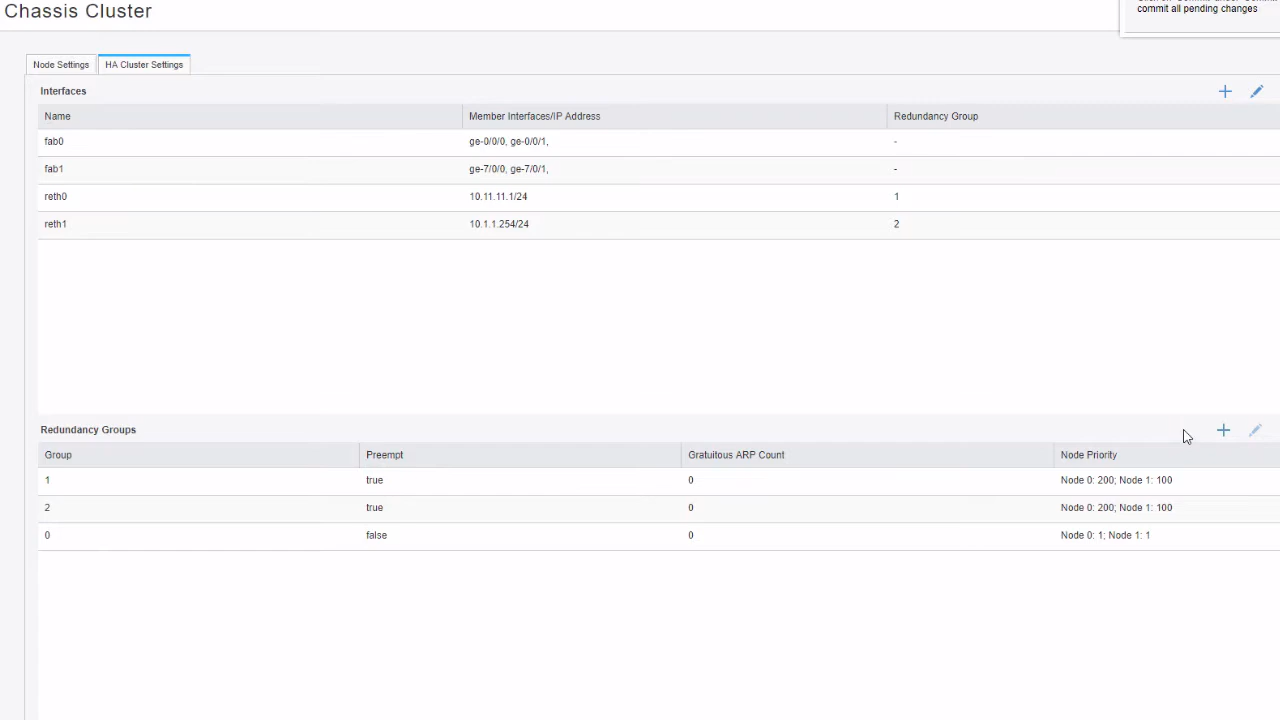 Chassis Cluster
commit all pending changes
Node Settings HA Cluster Settings
Interfaces
Name Member Interfaces/IP Address Redundancy Group
fab0 ge-0/0/0, ge-0/0/1, -
fab1 ge-7/0/0, ge-7/0/1, -
reth0 10.11.11.1/24 1
reth1 10.1.1.254/24 2
Redundancy Groups
Group Preempt Gratuitous ARP Count Node Priority
1 true 0 Node 0: 200; Node 1: 100
2 true 0 Node 0: 200; Node 1: 100
0 false 0 Node 0: 1; Node 1: 1